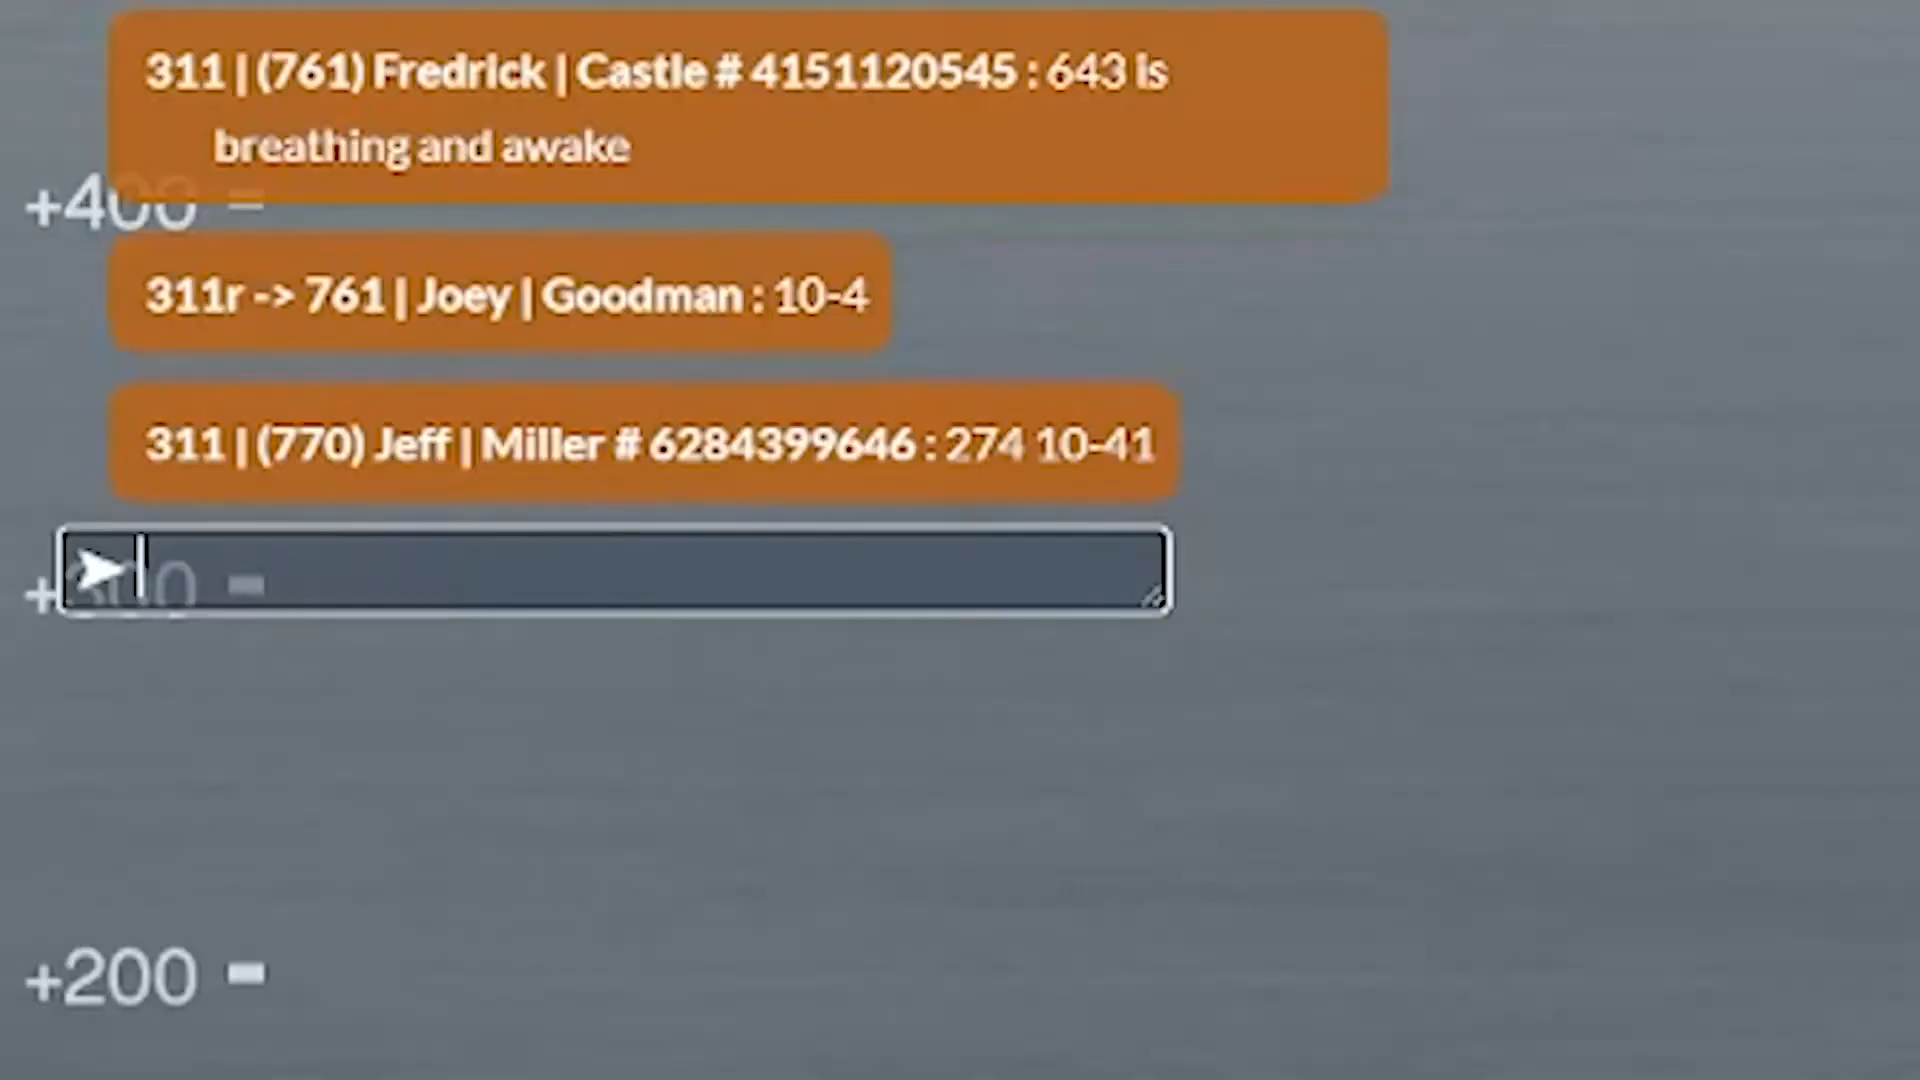 311 | (761) Fredrick | Castle # 4151120545 : 643 is
breathing and awake
+400
311r -> 761 | Joey | Goodman : 10-4
311 | (770) Jeff | Miller # 6284399646 : 274 10-41
+300
+200